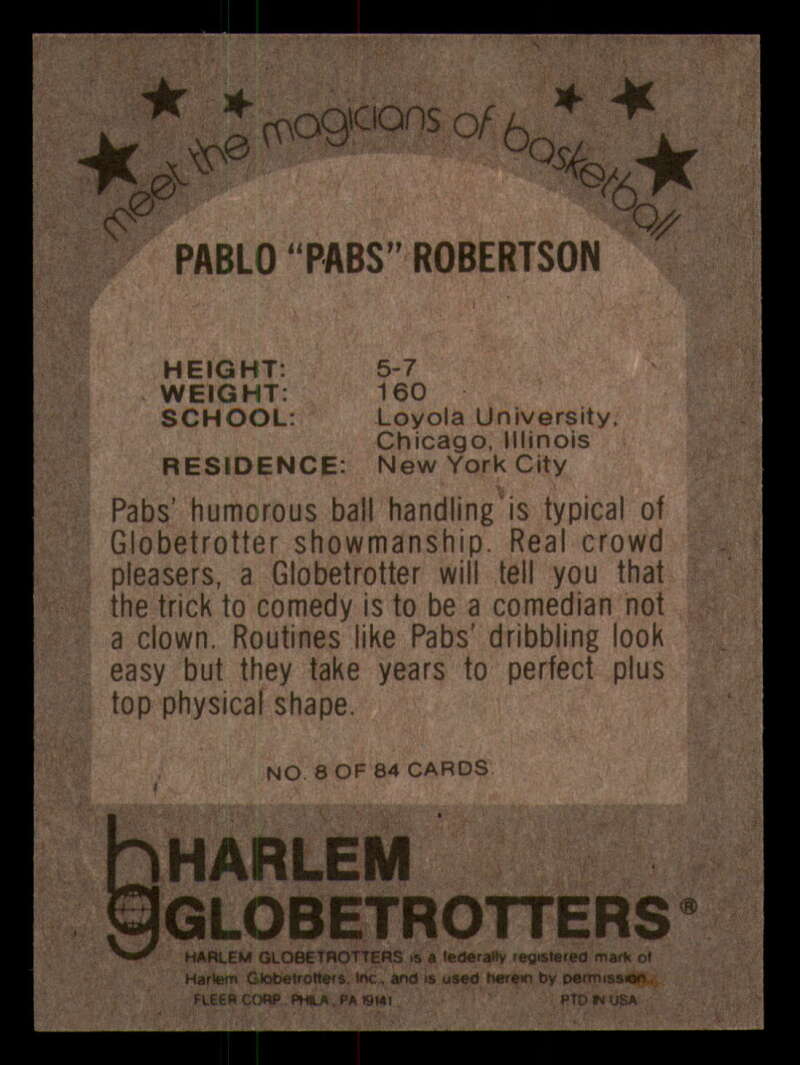 meet the magicians of basketball
PABLO “PABS” ROBERTSON
HEIGHT: 5-7
WEIGHT: 160
SCHOOL: Loyola University,
Chicago, Illinois
RESIDENCE: New York City
Pabs’ humorous ball handling is typical of
Globetrotter showmanship. Real crowd
pleasers, a Globetrotter will tell you that
the trick to comedy is to be a comedian not
a clown. Routines like Pabs’ dribbling look
easy but they take years to perfect plus
top physical shape.
NO. 8 OF 84 CARDS
hg HARLEM
GLOBETROTTERS®
HARLEM GLOBETROTTERS is a federally registered mark of
Harlem Globetrotters, Inc., and is used herein by permission.
FLEER CORP. PHILA., PA 19141 PTD IN USA